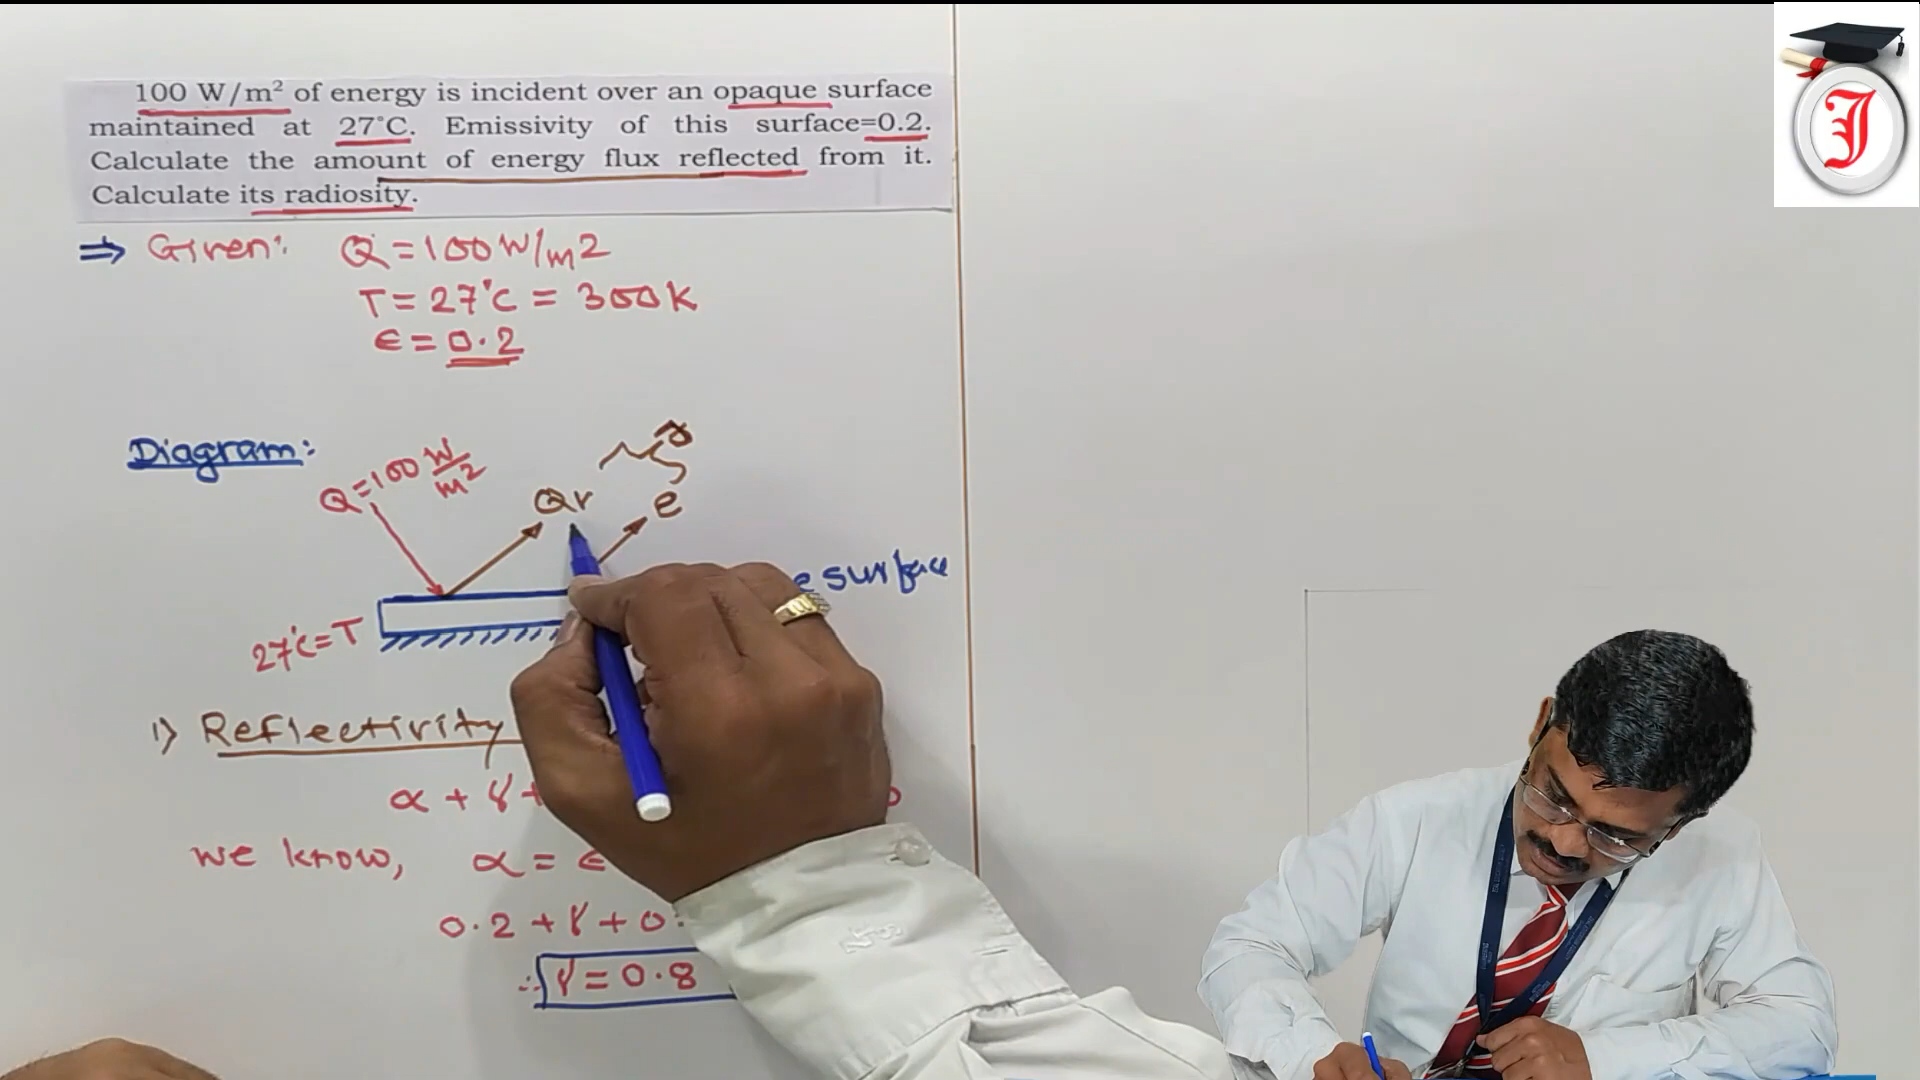 100 W/m² of energy is incident over an opaque surface
maintained at 27°C. Emissivity of this surface=0.2.
Calculate the amount of energy flux reflected from it.
Calculate its radiosity.
⇒ Given: Q = 100 W/m2
T = 27°C = 300 K
ϵ = 0.2
Diagram:
Q = 100 W/m2
Qr
e
surface
27°C = T
1) Reflectivity
α + γ +
we know, α = ϵ
0.2 + γ + 0
∴ γ = 0.8
J